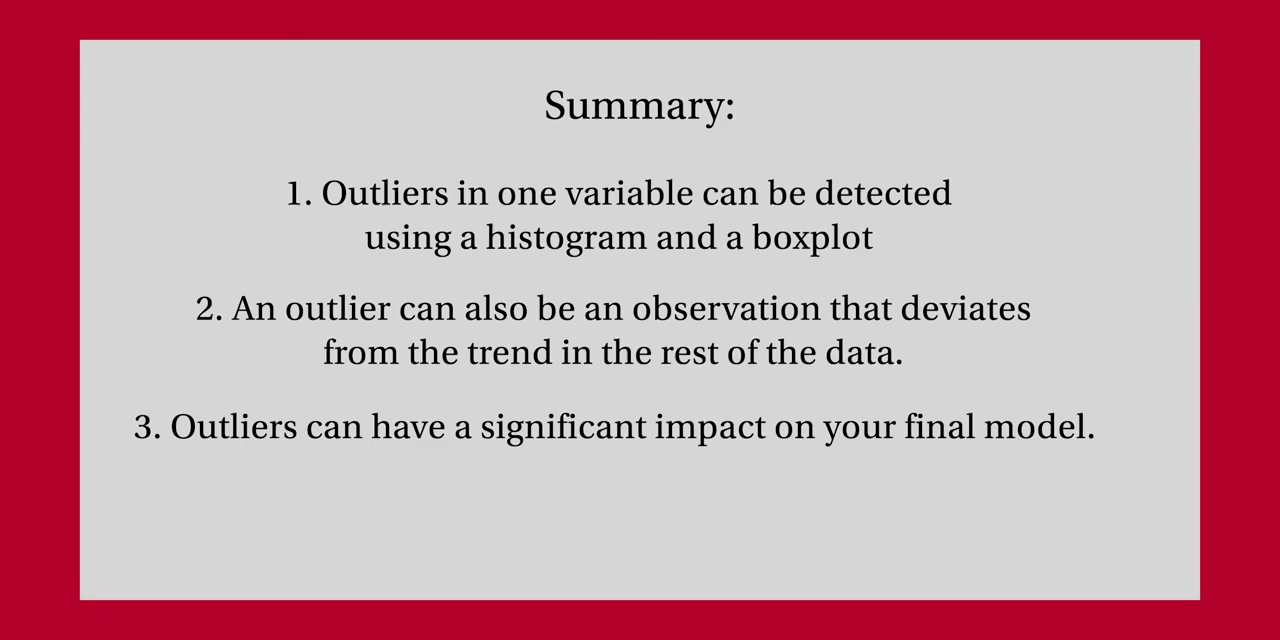 Summary:
1. Outliers in one variable can be detected
using a histogram and a boxplot
2. An outlier can also be an observation that deviates
from the trend in the rest of the data.
3. Outliers can have a significant impact on your final model.